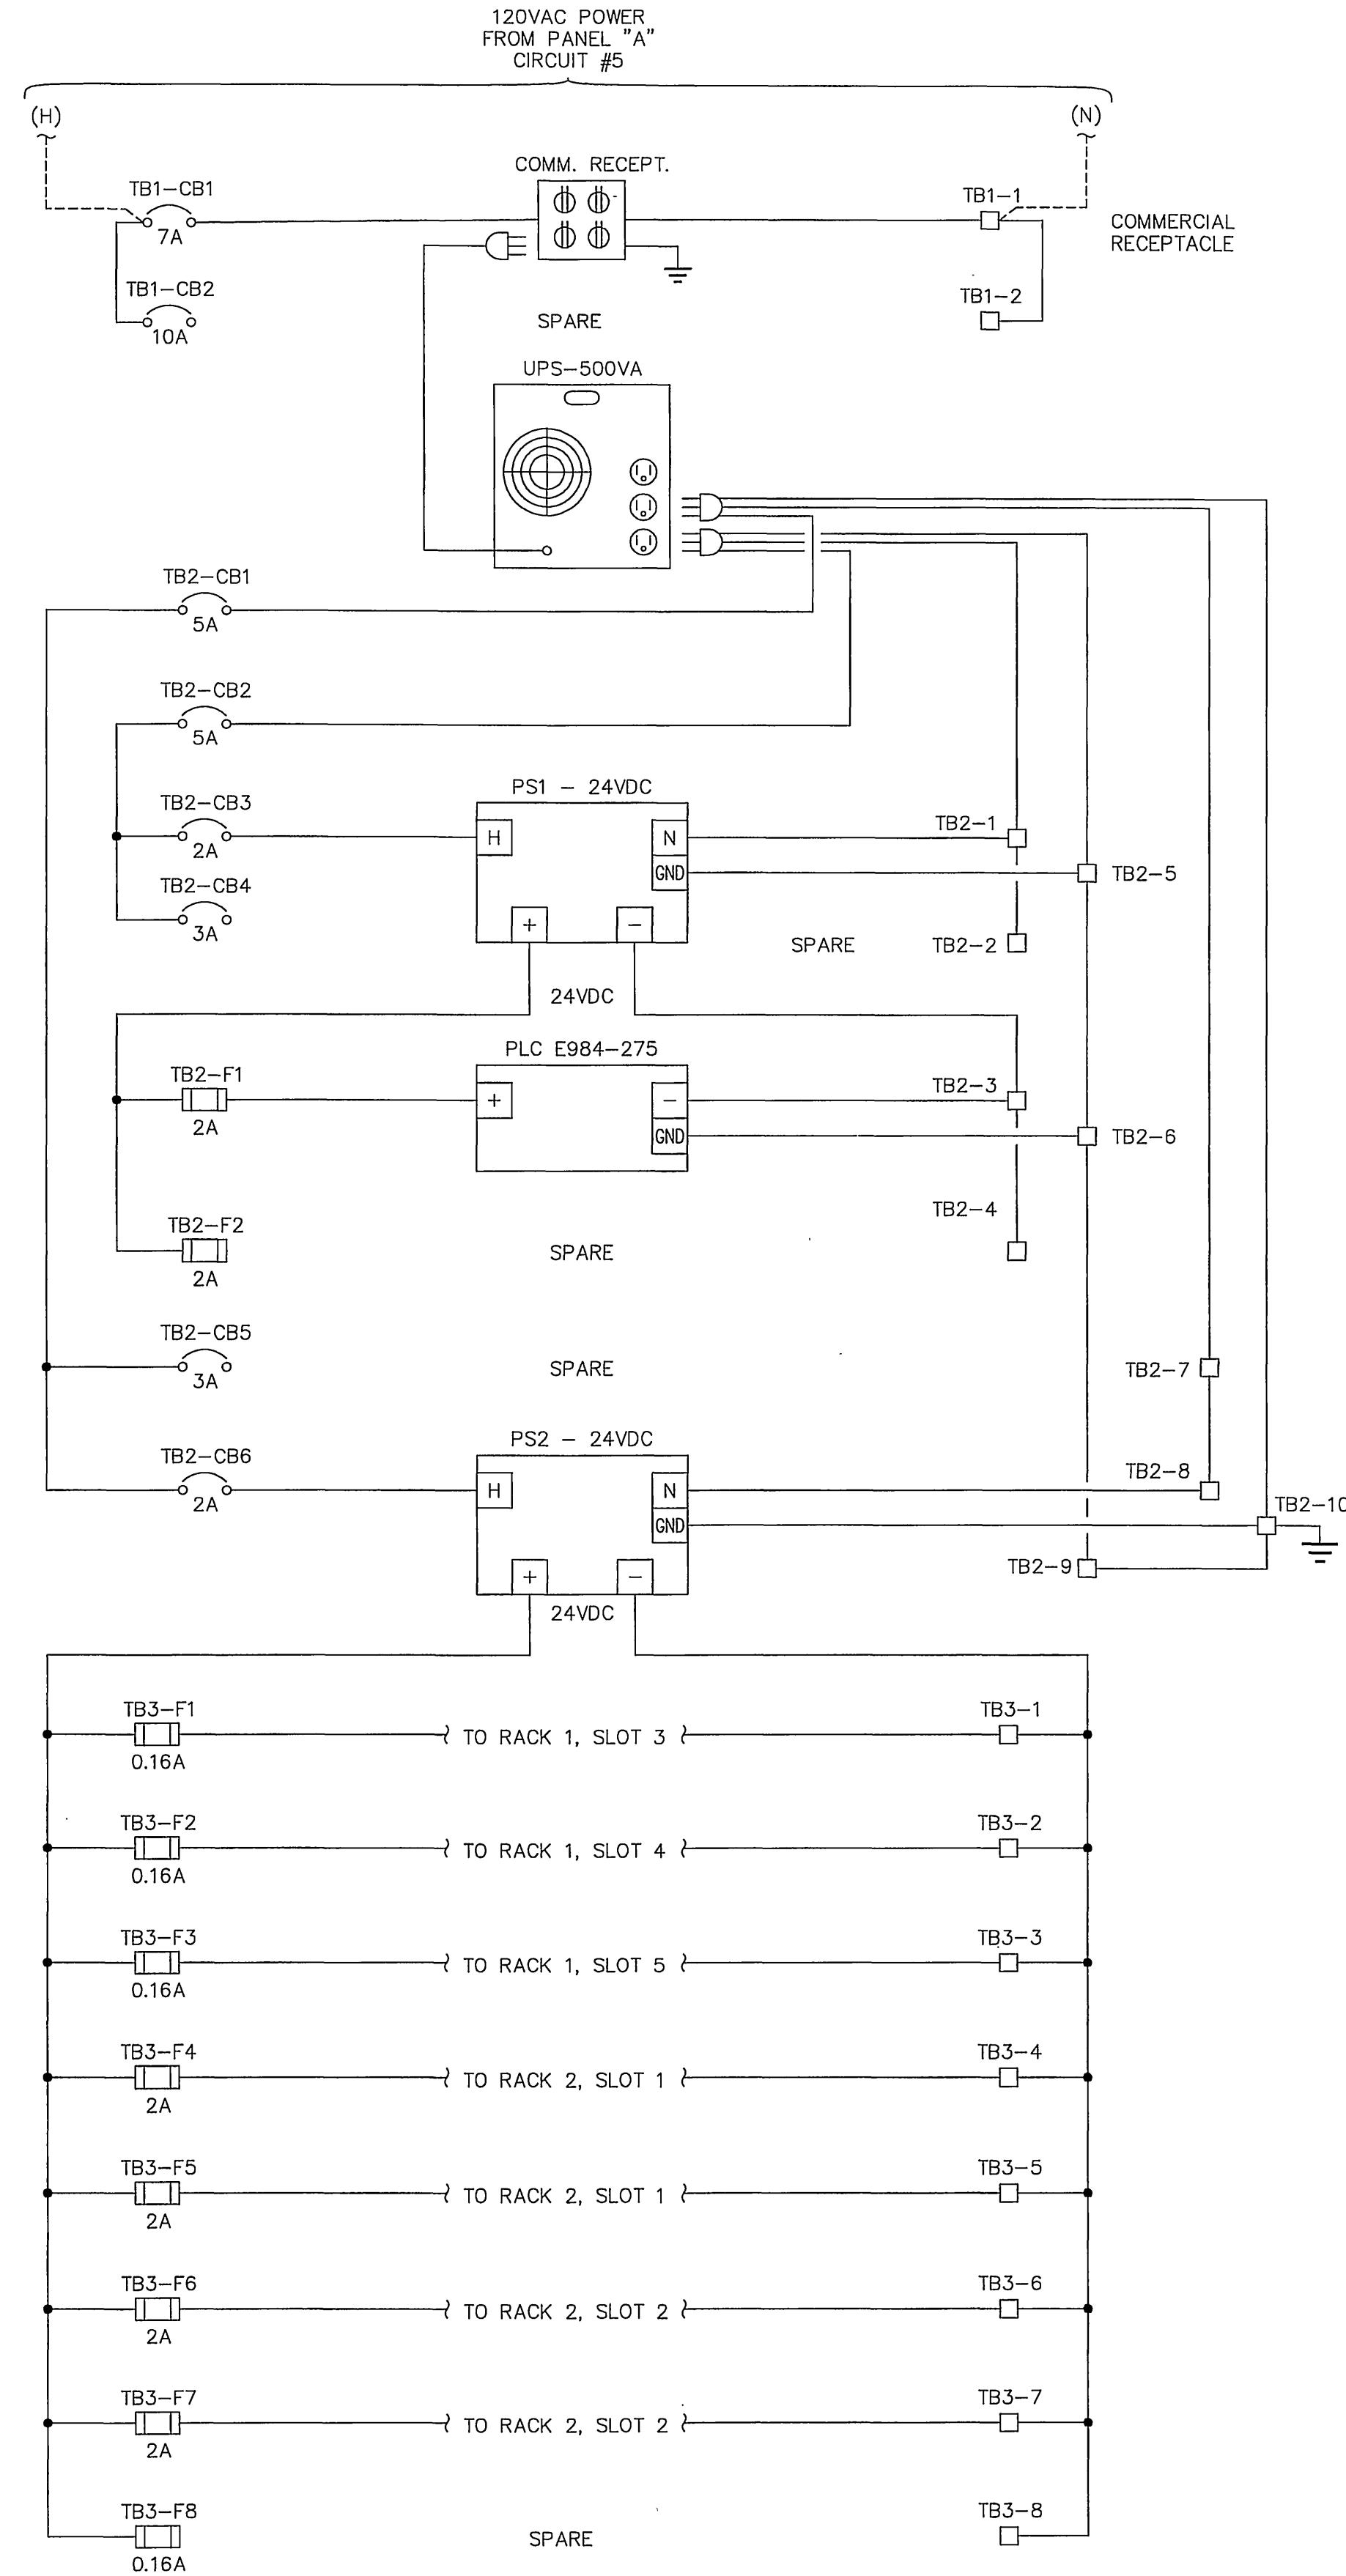 120VAC POWER
FROM PANEL "A"
CIRCUIT #5
(H)
(N)
COMM. RECEPT.
TB1-CB1
7A
TB1-1
COMMERCIAL
RECEPTACLE
TB1-CB2
10A
SPARE
TB1-2
UPS-500VA
TB2-CB1
5A
TB2-CB2
5A
PS1 - 24VDC
TB2-CB3
2A
H
N
TB2-1
GND
TB2-5
TB2-CB4
3A
+
-
SPARE
TB2-2
24VDC
PLC E984-275
TB2-F1
2A
+
-
TB2-3
GND
TB2-6
TB2-4
TB2-F2
2A
SPARE
TB2-CB5
3A
SPARE
TB2-7
PS2 - 24VDC
TB2-CB6
2A
H
N
TB2-8
GND
TB2-10
+
-
TB2-9
24VDC
TB3-F1
0.16A
TO RACK 1, SLOT 3
TB3-1
TB3-F2
0.16A
TO RACK 1, SLOT 4
TB3-2
TB3-F3
0.16A
TO RACK 1, SLOT 5
TB3-3
TB3-F4
2A
TO RACK 2, SLOT 1
TB3-4
TB3-F5
2A
TO RACK 2, SLOT 1
TB3-5
TB3-F6
2A
TO RACK 2, SLOT 2
TB3-6
TB3-F7
2A
TO RACK 2, SLOT 2
TB3-7
TB3-F8
0.16A
SPARE
TB3-8